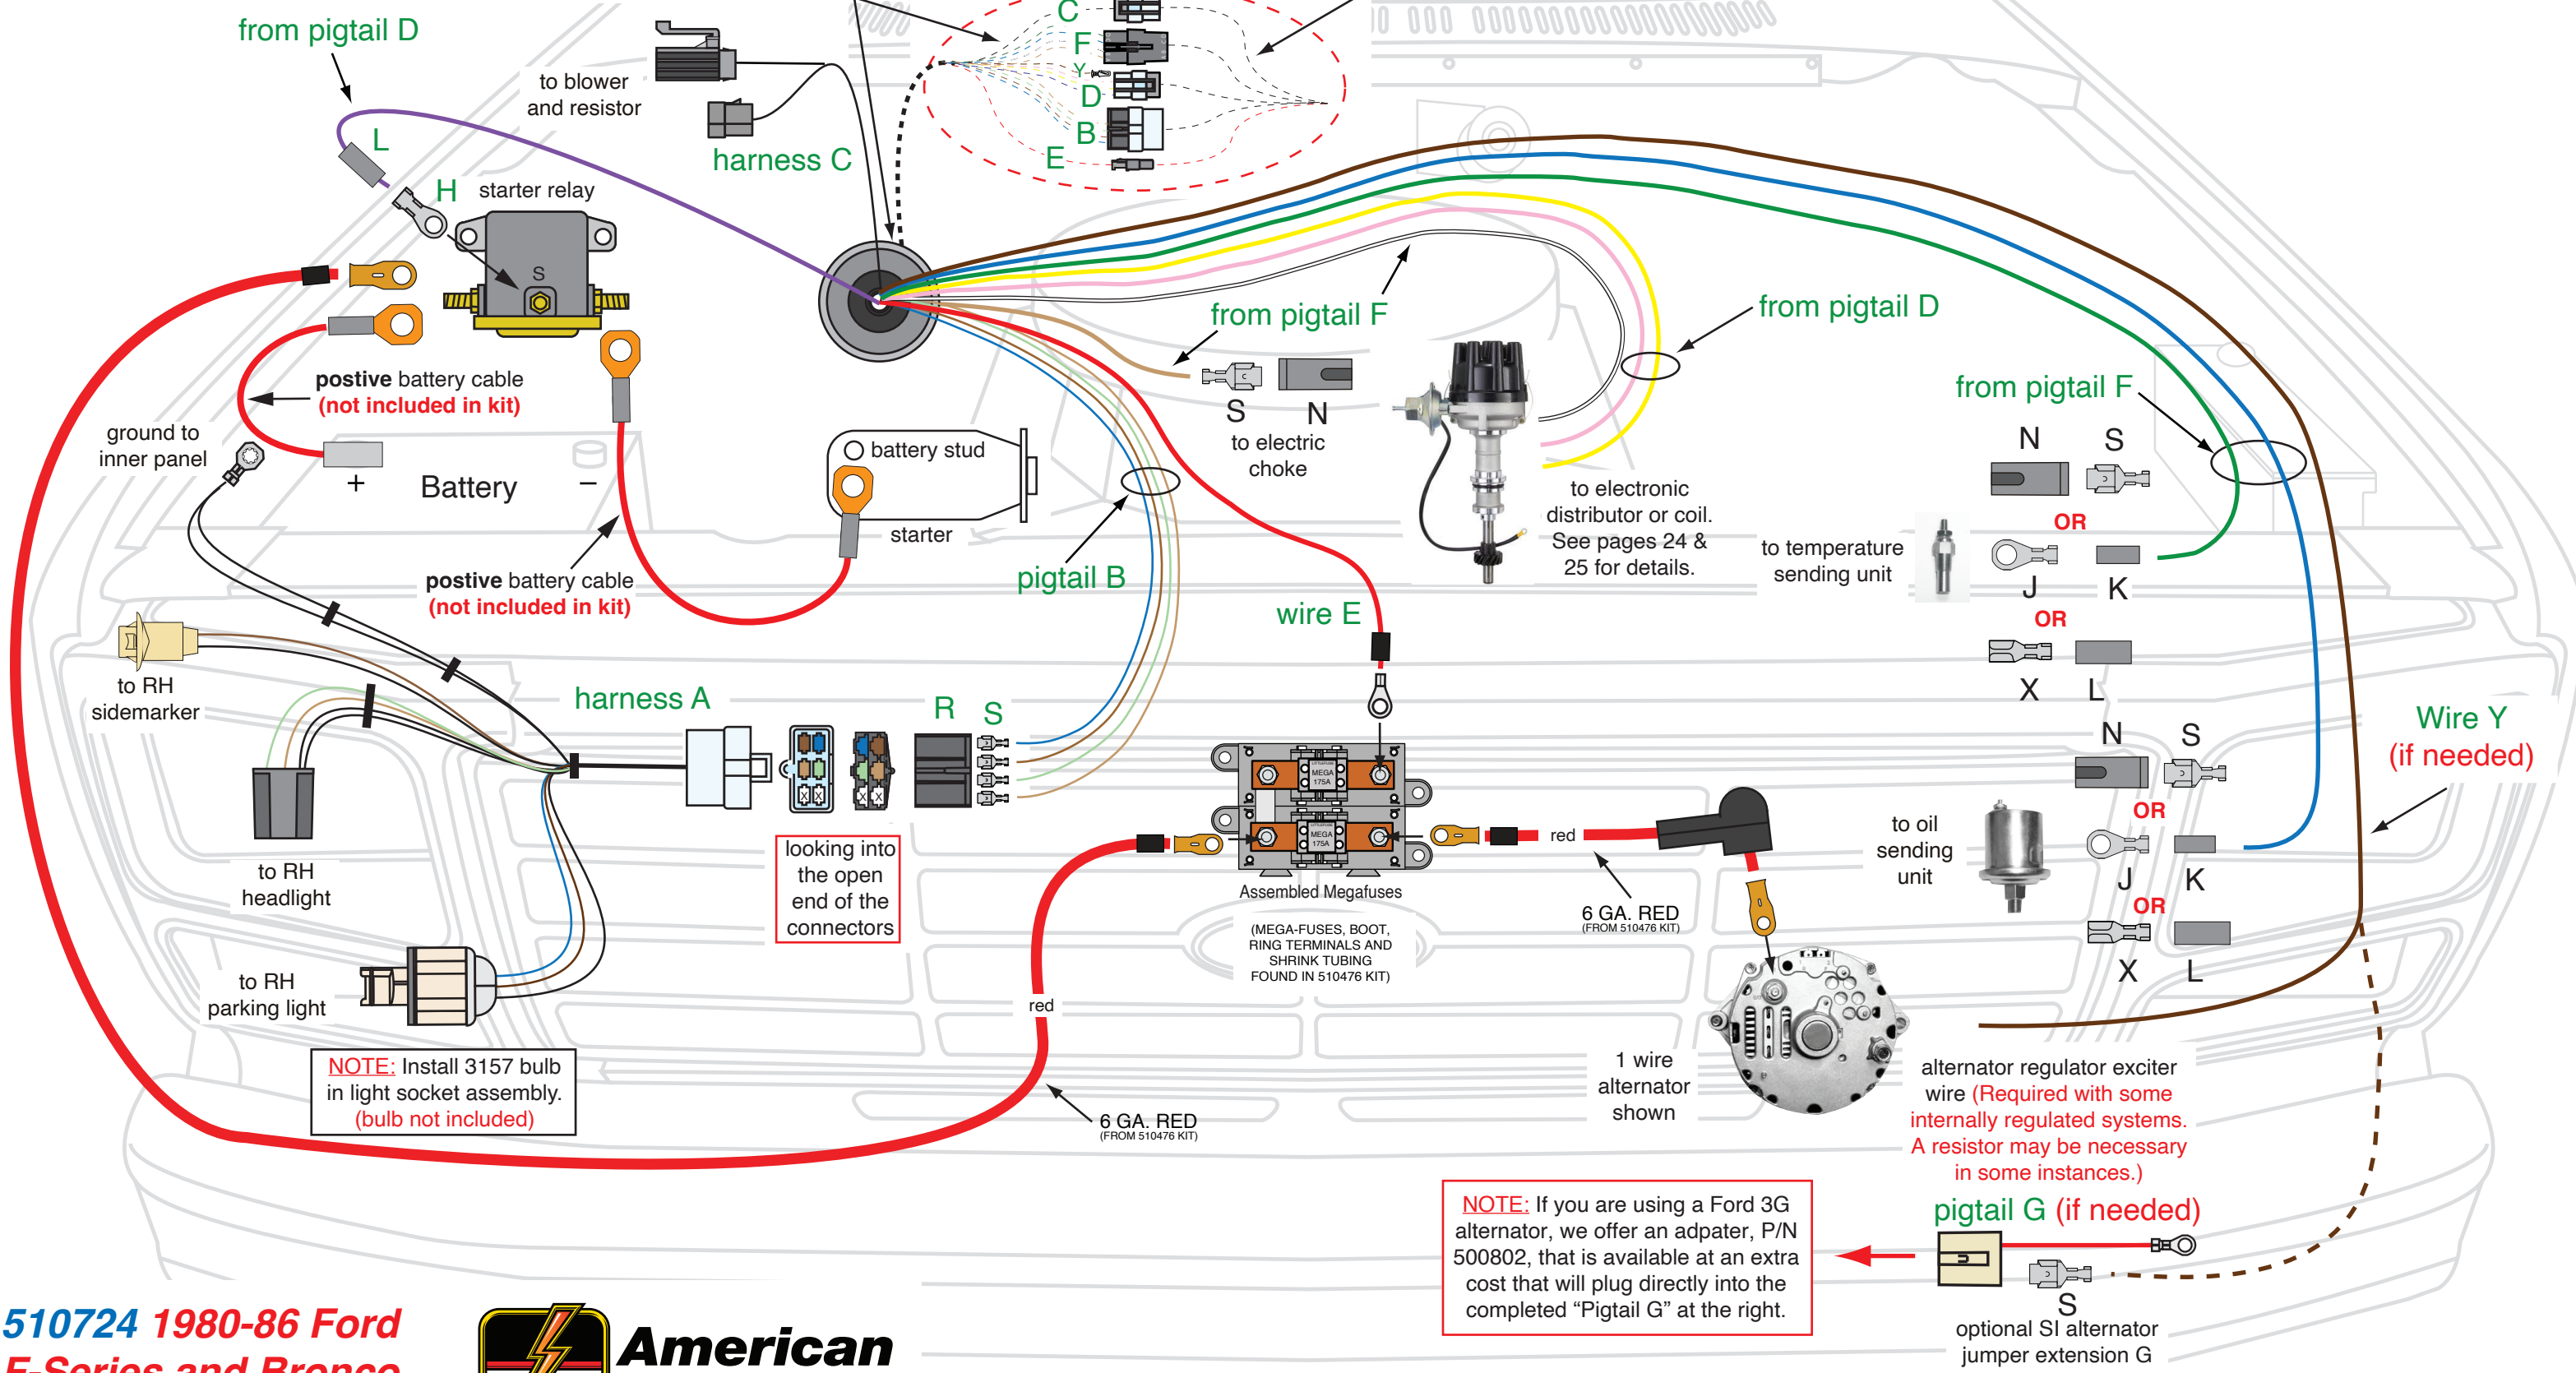 from pigtail D
to blower
and resistor
harness C
C
F
Y
D
B
E
L
H
starter relay
S
postive battery cable
(not included in kit)
ground to
inner panel
+
Battery
–
battery stud
starter
postive battery cable
(not included in kit)
pigtail B
from pigtail F
S
N
to electric
choke
from pigtail D
to electronic
distributor or coil.
See pages 24 &
25 for details.
from pigtail F
N
S
OR
to temperature
sending unit
J
K
OR
X
L
wire E
to RH
sidemarker
harness A
R
S
X X
X X
looking into
the open
end of the
connectors
to RH
headlight
to RH
parking light
NOTE: Install 3157 bulb
in light socket assembly.
(bulb not included)
MEGA
175A
MEGA
175A
Assembled Megafuses
(MEGA-FUSES, BOOT,
RING TERMINALS AND
SHRINK TUBING
FOUND IN 510476 KIT)
red
6 GA. RED
(FROM 510476 KIT)
red
6 GA. RED
(FROM 510476 KIT)
N
S
Wire Y
(if needed)
OR
to oil
sending
unit
J
K
OR
X
L
1 wire
alternator
shown
alternator regulator exciter
wire (Required with some
internally regulated systems.
A resistor may be necessary
in some instances.)
pigtail G (if needed)
NOTE: If you are using a Ford 3G
alternator, we offer an adpater, P/N
500802, that is available at an extra
cost that will plug directly into the
completed “Pigtail G” at the right.
S
optional SI alternator
jumper extension G
510724 1980-86 Ford
F-Series and Bronco
American